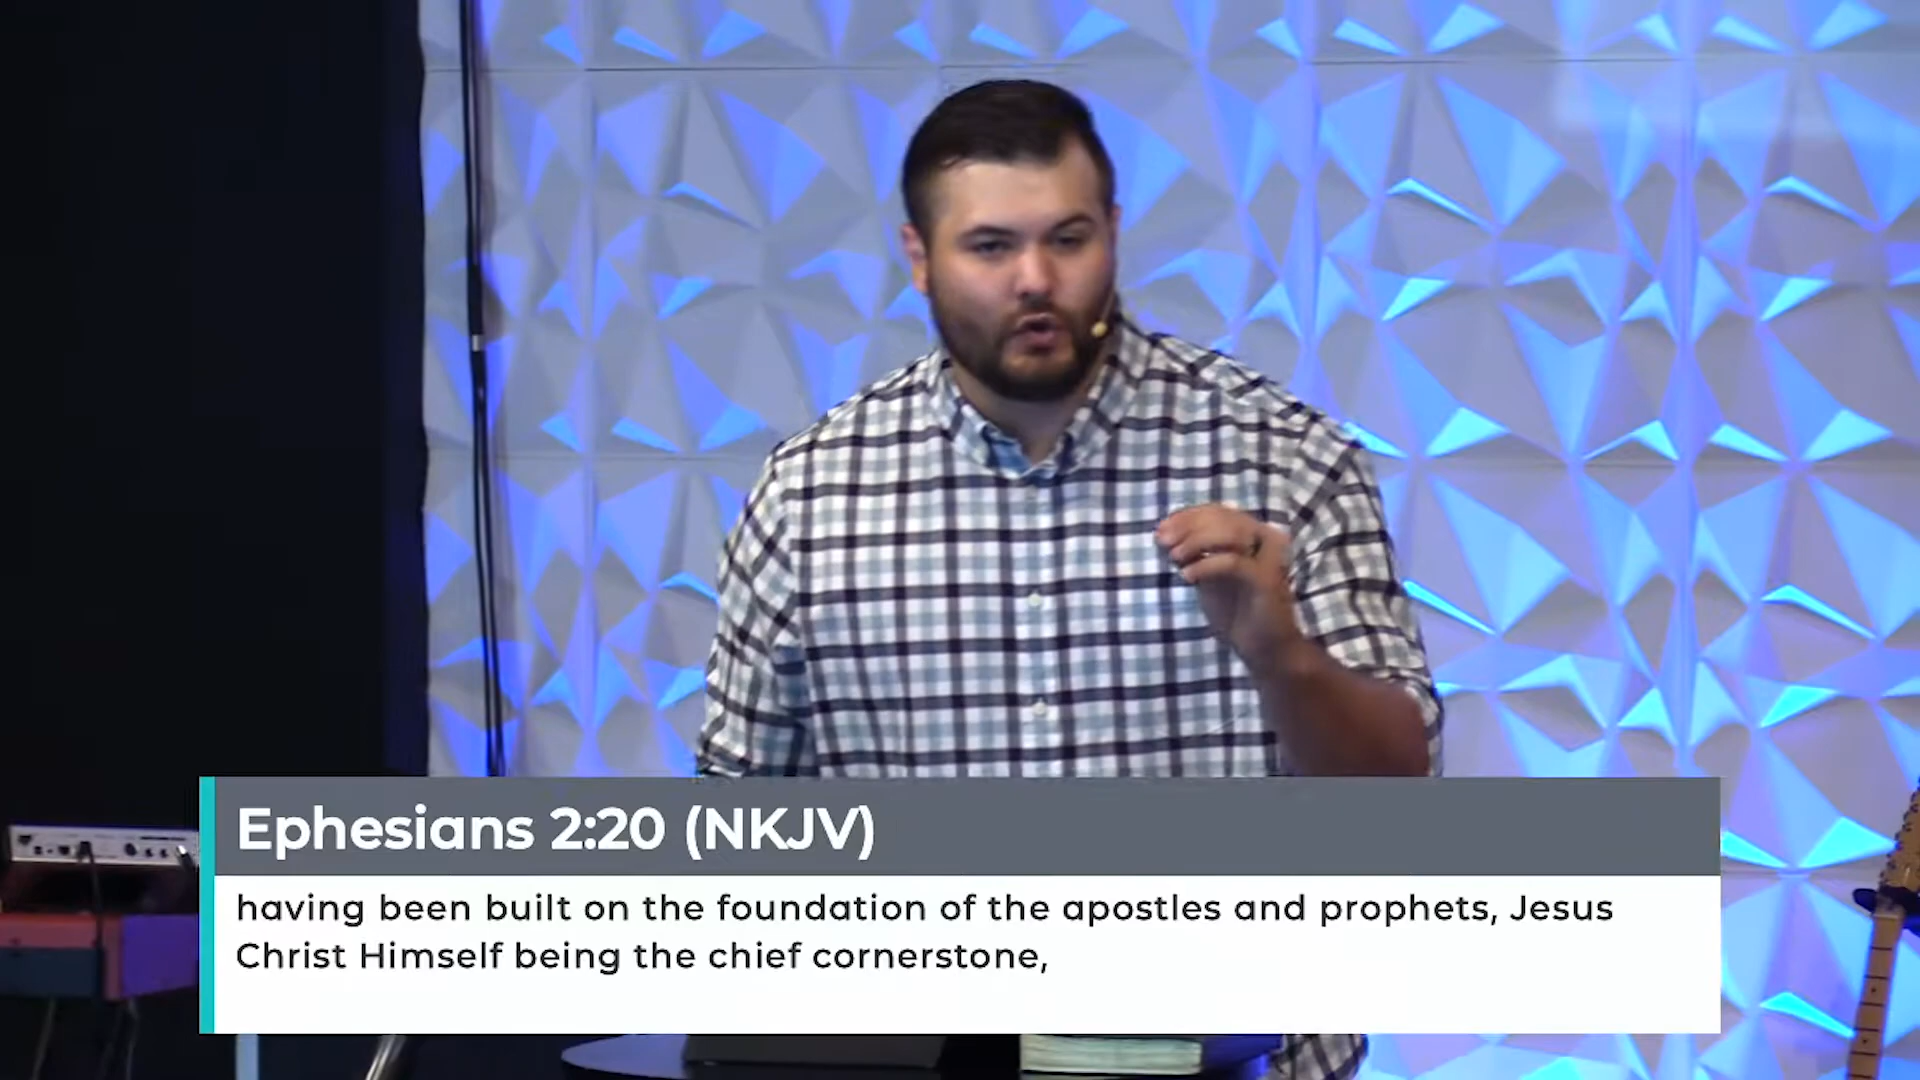 Ephesians 2:20 (NKJV)
having been built on the foundation of the apostles and prophets, Jesus
Christ Himself being the chief cornerstone,